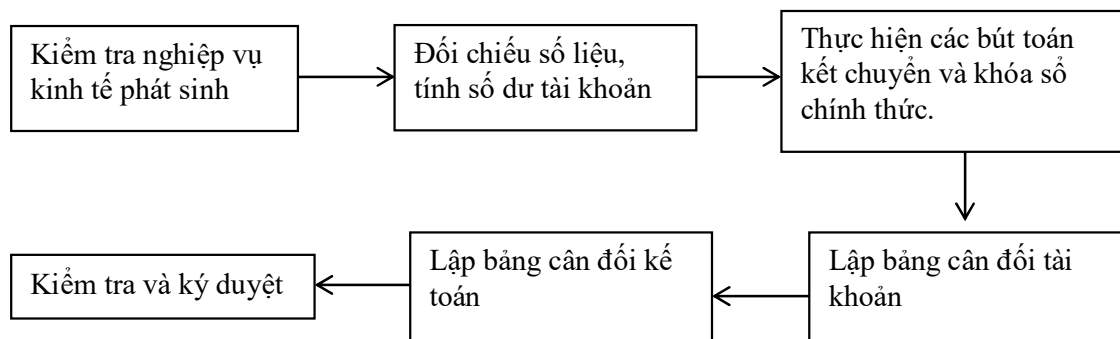 Kiểm tra nghiệp vụ
kinh tế phát sinh
Đối chiếu số liệu,
tính số dư tài khoản
Thực hiện các bút toán
kết chuyển và khóa sổ
chính thức.
Lập bảng cân đối tài
khoản
Lập bảng cân đối kế
toán
Kiểm tra và ký duyệt